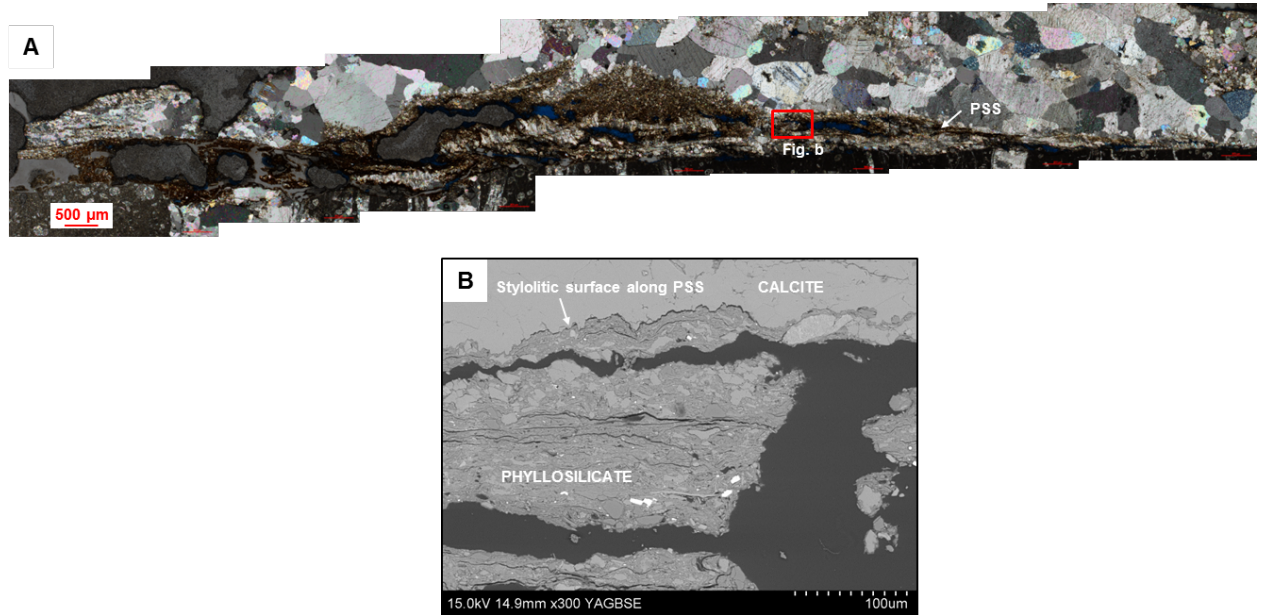 A
PSS
Fig. b
500 µm
B
Stylolitic surface along PSS
CALCITE
PHYLLOSILICATE
15.0kV 14.9mm x300 YAGBSE
100um